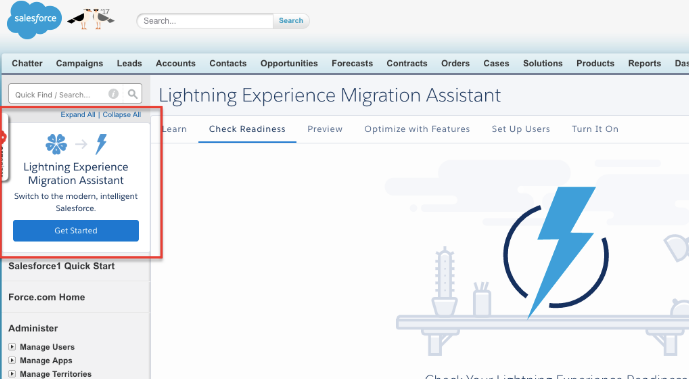 salesforce
'17
Search...
Search
Chatter Campaigns Leads Accounts Contacts Opportunities Forecasts Contracts Orders Cases Solutions Products Reports Das
Quick Find / Search...
Expand All | Collapse All
Lightning Experience Migration Assistant
Learn Check Readiness Preview Optimize with Features Set Up Users Turn It On
Lightning Experience
Migration Assistant
Switch to the modern, intelligent
Salesforce.
Get Started
Salesforce1 Quick Start
Force.com Home
Administer
Manage Users
Manage Apps
Manage Territories
Check Your Lightning Experience Readiness